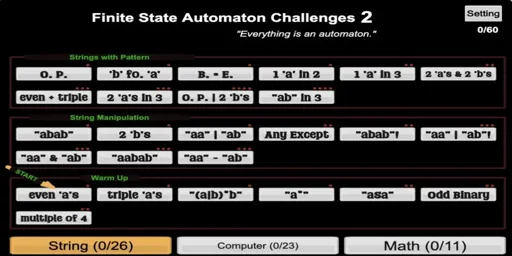 Finite State Automaton Challenges 2
Setting
"Everything is an automaton."
0/60
Strings with Pattern
O. P.
'b' fo. 'a'
B. = E.
1 'a' in 2
1 'a' in 3
2 'a's & 2 'b's
even + triple
2 'a's in 3
O. P. | 2 'b's
"ab" in 3
String Manipulation
"abab"
2 'b's
"aa" | "ab"
Any Except
"abab"!
"aa" | "ab"!
"aa" & "ab"
"aabab"
"aa" - "ab"
START
Warm Up
even 'a's
triple 'a's
"(a|b)*b"
"a*"
"asa"
Odd Binary
multiple of 4
String (0/26)
Computer (0/23)
Math (0/11)